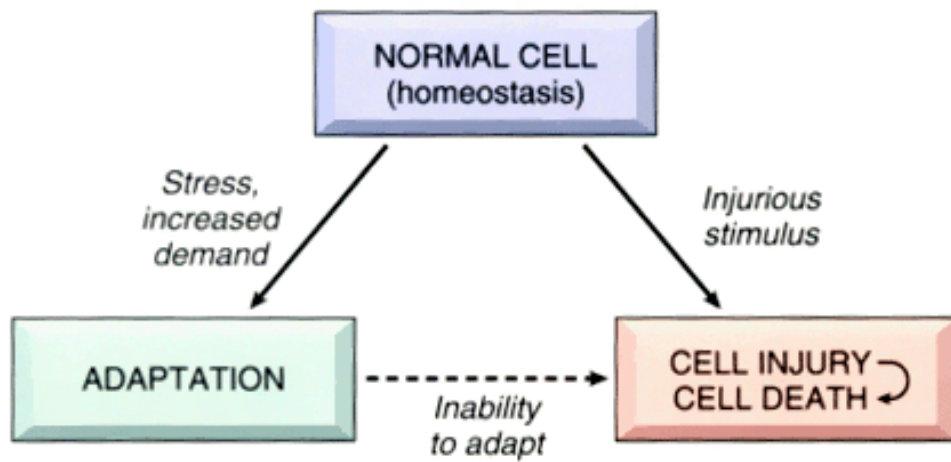 NORMAL CELL
(homeostasis)
Stress,
increased
demand
Injurious
stimulus
ADAPTATION
Inability
to adapt
CELL INJURY
CELL DEATH